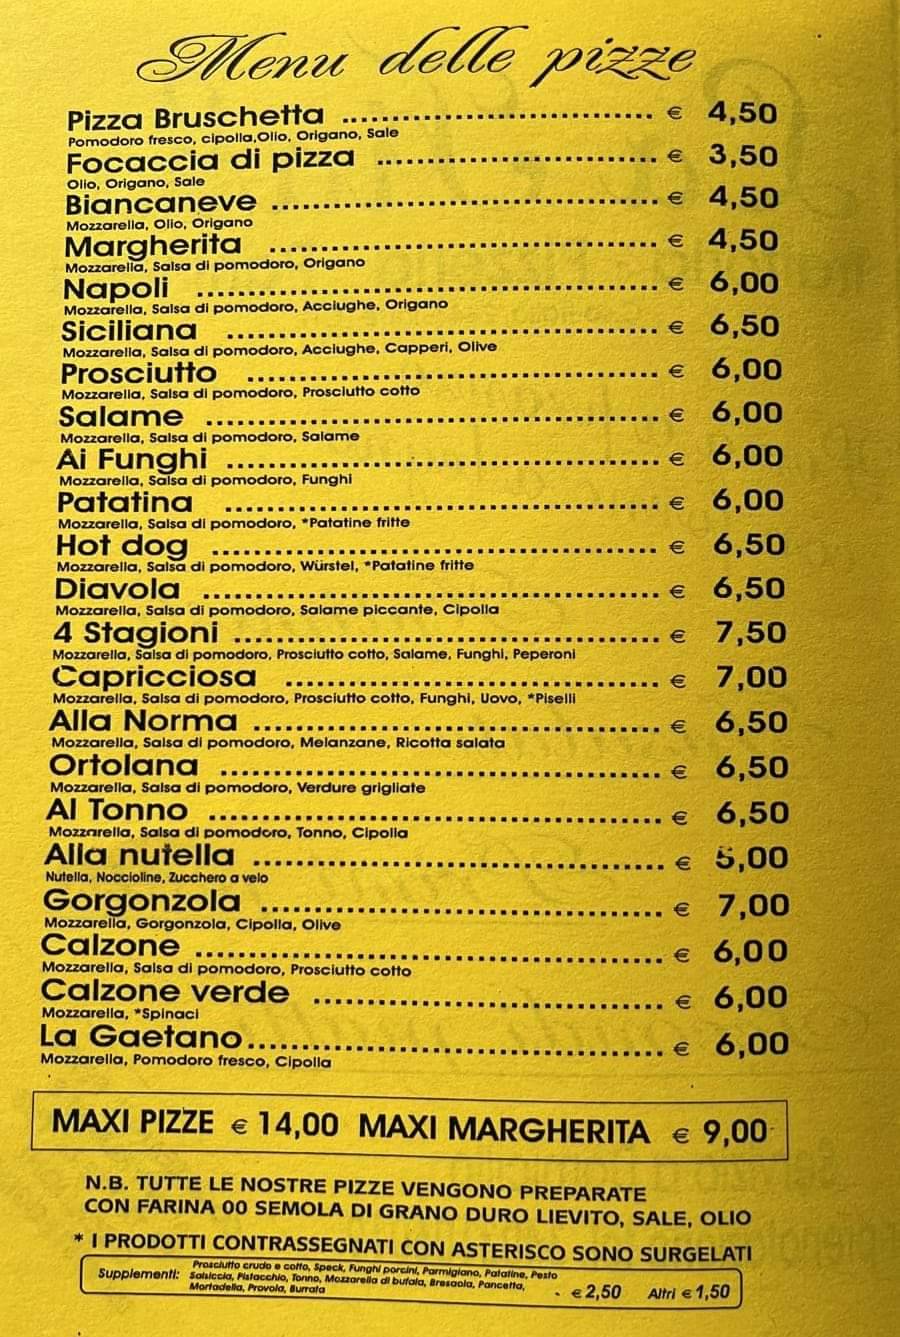 Menu delle pizze
Pizza Bruschetta ................................ € 4,50
Pomodoro fresco, cipolla,Olio, Origano, Sale
Focaccia di pizza ............................. € 3,50
Olio, Origano, Sale
Biancaneve ........................................ € 4,50
Mozzarella, Olio, Origano
Margherita ........................................ € 4,50
Mozzarella, Salsa di pomodoro, Origano
Napoli ................................................ € 6,00
Mozzarella, Salsa di pomodoro, Acciughe, Origano
Siciliana ............................................. € 6,50
Mozzarella, Salsa di pomodoro, Acciughe, Capperi, Olive
Prosciutto ........................................... € 6,00
Mozzarella, Salsa di pomodoro, Prosciutto cotto
Salame ............................................... € 6,00
Mozzarella, Salsa di pomodoro, Salame
Ai Funghi ............................................. € 6,00
Mozzarella, Salsa di pomodoro, Funghi
Patatina ............................................. € 6,00
Mozzarella, Salsa di pomodoro, *Patatine fritte
Hot dog .............................................. € 6,50
Mozzarella, Salsa di pomodoro, Würstel, *Patatine fritte
Diavola ............................................... € 6,50
Mozzarella, Salsa di pomodoro, Salame piccante, Cipolla
4 Stagioni ............................................ € 7,50
Mozzarella, Salsa di pomodoro, Prosciutto cotto, Salame, Funghi, Peperoni
Capricciosa ....................................... € 7,00
Mozzarella, Salsa di pomodoro, Prosciutto cotto, Funghi, Uovo, *Piselli
Alla Norma .......................................... € 6,50
Mozzarella, Salsa di pomodoro, Melanzane, Ricotta salata
Ortolana ............................................. € 6,50
Mozzarella, Salsa di pomodoro, Verdure grigliate
Al Tonno .............................................. € 6,50
Mozzarella, Salsa di pomodoro, Tonno, Cipolla
Alla nutella .......................................... € 5,00
Nutella, Noccioline, Zucchero a velo
Gorgonzola ......................................... € 7,00
Mozzarella, Gorgonzola, Cipolla, Olive
Calzone ................................................ € 6,00
Mozzarella, Salsa di pomodoro, Prosciutto cotto
Calzone verde .................................... € 6,00
Mozzarella, *Spinaci
La Gaetano........................................... € 6,00
Mozzarella, Pomodoro fresco, Cipolla
MAXI PIZZE € 14,00 MAXI MARGHERITA € 9,00
N.B. TUTTE LE NOSTRE PIZZE VENGONO PREPARATE
CON FARINA 00 SEMOLA DI GRANO DURO LIEVITO, SALE, OLIO
* I PRODOTTI CONTRASSEGNATI CON ASTERISCO SONO SURGELATI
Supplementi: Prosciutto crudo e cotto, Speck, Funghi porcini, Parmigiano, Patatine, Pesto
Salsiccia, Pistacchio, Tonno, Mozzarella di bufala, Bresaola, Pancetta,
Mortadella, Provola, Burrata - € 2,50 Altri € 1,50